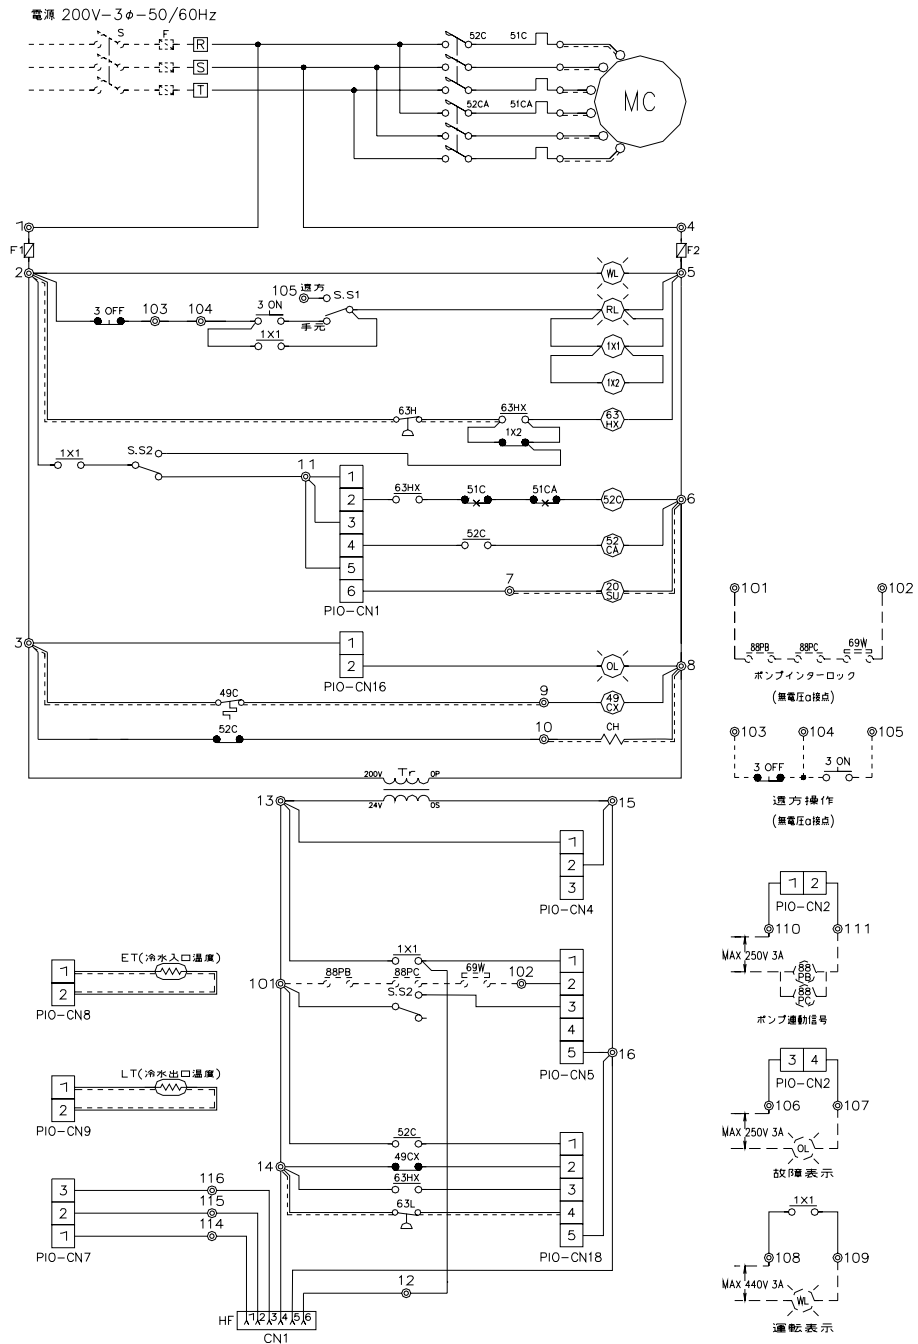 電源 200V-3φ-50/60Hz
S F R 52C 51C
S
T 52CA 51CA
MC
1 4
F1 F2
2 WL 5
105 遠方 S.S1
3 OFF 103 104 3 ON RL
手元
1X1 1X1
1X2
63H 63HX 63HX
1X2
1X1 S.S2
11 1
2 63HX 51C 51CA 52C 6
3
4 52C 52CA
5
6 7 20SU
PIO-CN1
101 102
88PB 88PC 69W
ポンプインターロック
(無電圧a接点)
3 1
2 OL 8
PIO-CN16
49C 9 49CX
52C 10 CH
103 104 105
3 OFF 3 ON
遠方操作
(無電圧a接点)
200V Tr 0P
24V 0S
13 15
1
2
3
PIO-CN4
1 2
PIO-CN2
110 111
MAX 250V 3A
88PB
88PC
ポンプ連動信号
1X1
101 88PB 88PC 69W 102
S.S2
1
2
3
4
5
PIO-CN5
16
ET(冷水入口温度)
1
2
PIO-CN8
LT(冷水出口温度)
1
2
PIO-CN9
3 4
PIO-CN2
106 107
MAX 250V 3A
OL
故障表示
52C 1
14 49CX 2
63HX 3
63L 4
5
PIO-CN18
3 116
2 115
1 114
PIO-CN7
12
HF 1 2 3 4 5 6
CN1
1X1
108 109
MAX 440V 3A
WL
運転表示